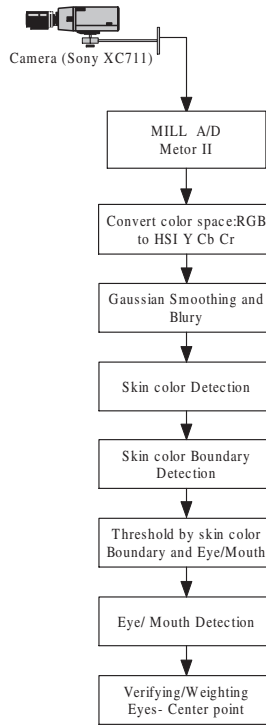 Camera (Sony XC711)
MILL A/D
Metor II
Convert color space:RGB
to HSI Y Cb Cr
Gaussian Smoothing and
Blury
Skin color Detection
Skin color Boundary
Detection
Threshold by skin color
Boundary and Eye/Mouth
Eye/ Mouth Detection
Verifying/Weighting
Eyes- Center point